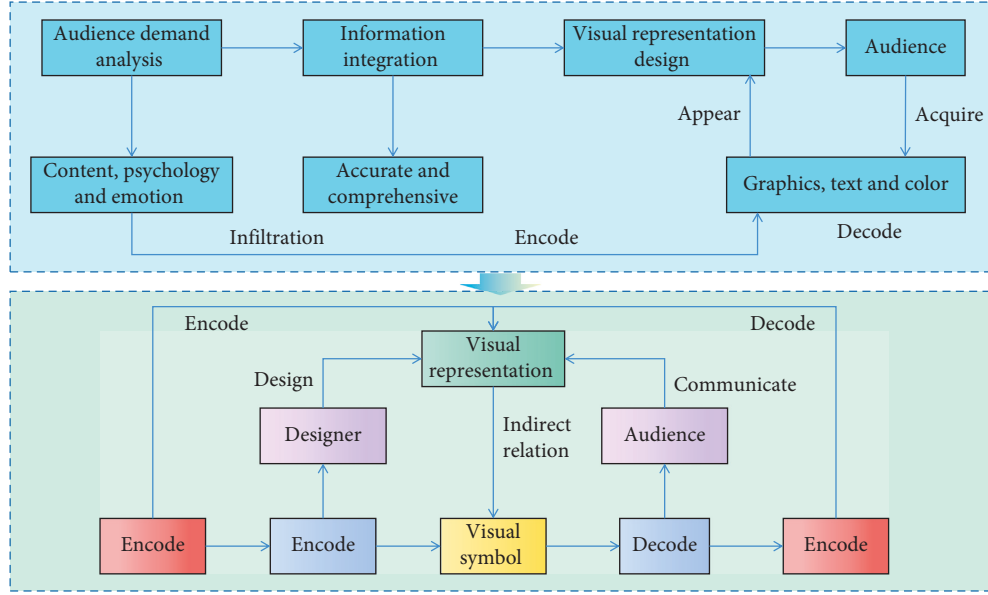 Audience demand
analysis
Information
integration
Visual representation
design
Audience
Appear
Acquire
Content, psychology
and emotion
Accurate and
comprehensive
Graphics, text and color
Infiltration
Encode
Decode
Encode
Decode
Visual
representation
Design
Communicate
Designer
Indirect
relation
Audience
Encode
Encode
Visual
symbol
Decode
Encode